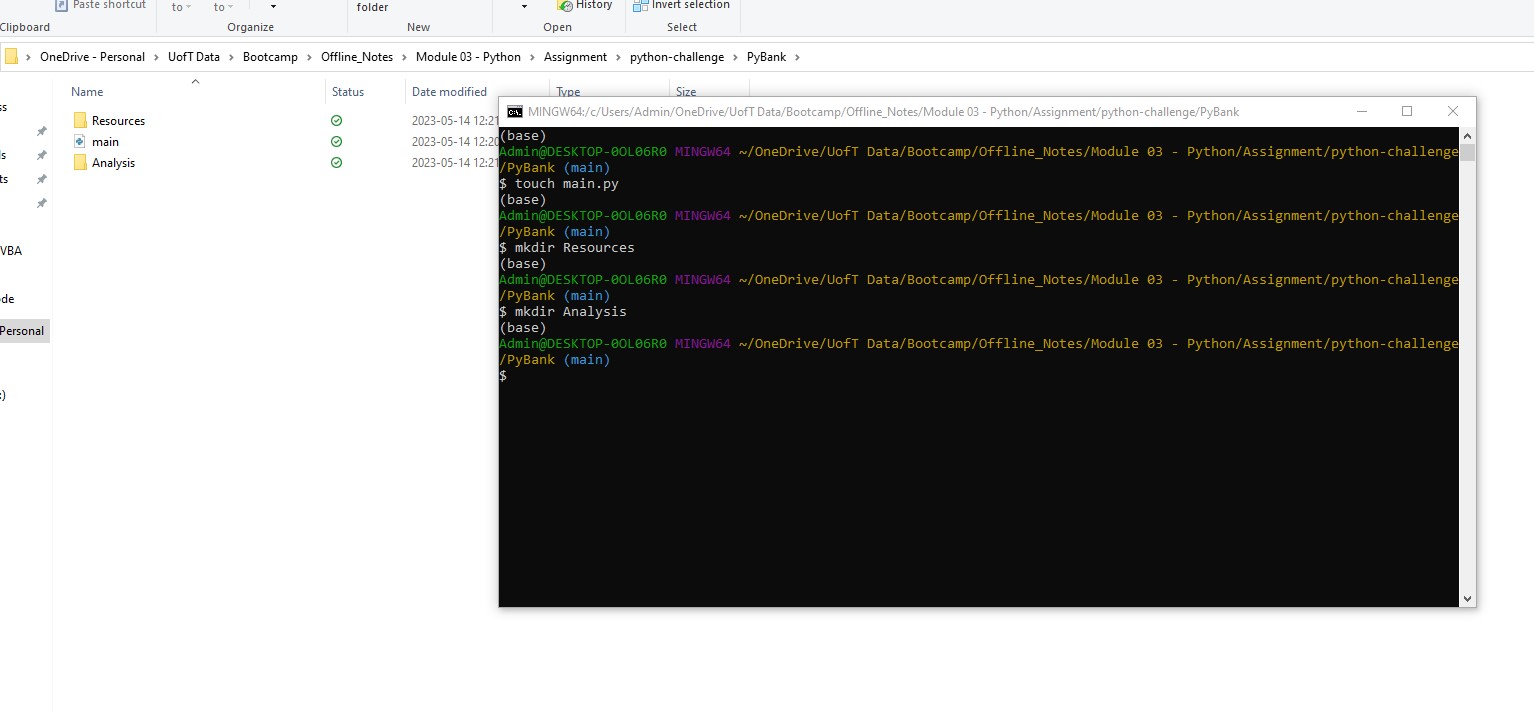 Paste shortcut
to
to
folder
History
Invert selection
Clipboard
Organize
New
Open
Select
OneDrive - Personal
UofT Data
Bootcamp
Offline_Notes
Module 03 - Python
Assignment
python-challenge
PyBank
Name
Status
Date modified
Type
Size
Resources
2023-05-14 12:21
main
2023-05-14 12:20
Analysis
2023-05-14 12:21
ss
ls
ts
VBA
ode
Personal
:)
MINGW64:/c/Users/Admin/OneDrive/UofT Data/Bootcamp/Offline_Notes/Module 03 - Python/Assignment/python-challenge/PyBank
(base)
Admin@DESKTOP-0OL06R0 MINGW64 ~/OneDrive/UofT Data/Bootcamp/Offline_Notes/Module 03 - Python/Assignment/python-challenge
/PyBank (main)
$ touch main.py
(base)
Admin@DESKTOP-0OL06R0 MINGW64 ~/OneDrive/UofT Data/Bootcamp/Offline_Notes/Module 03 - Python/Assignment/python-challenge
/PyBank (main)
$ mkdir Resources
(base)
Admin@DESKTOP-0OL06R0 MINGW64 ~/OneDrive/UofT Data/Bootcamp/Offline_Notes/Module 03 - Python/Assignment/python-challenge
/PyBank (main)
$ mkdir Analysis
(base)
Admin@DESKTOP-0OL06R0 MINGW64 ~/OneDrive/UofT Data/Bootcamp/Offline_Notes/Module 03 - Python/Assignment/python-challenge
/PyBank (main)
$